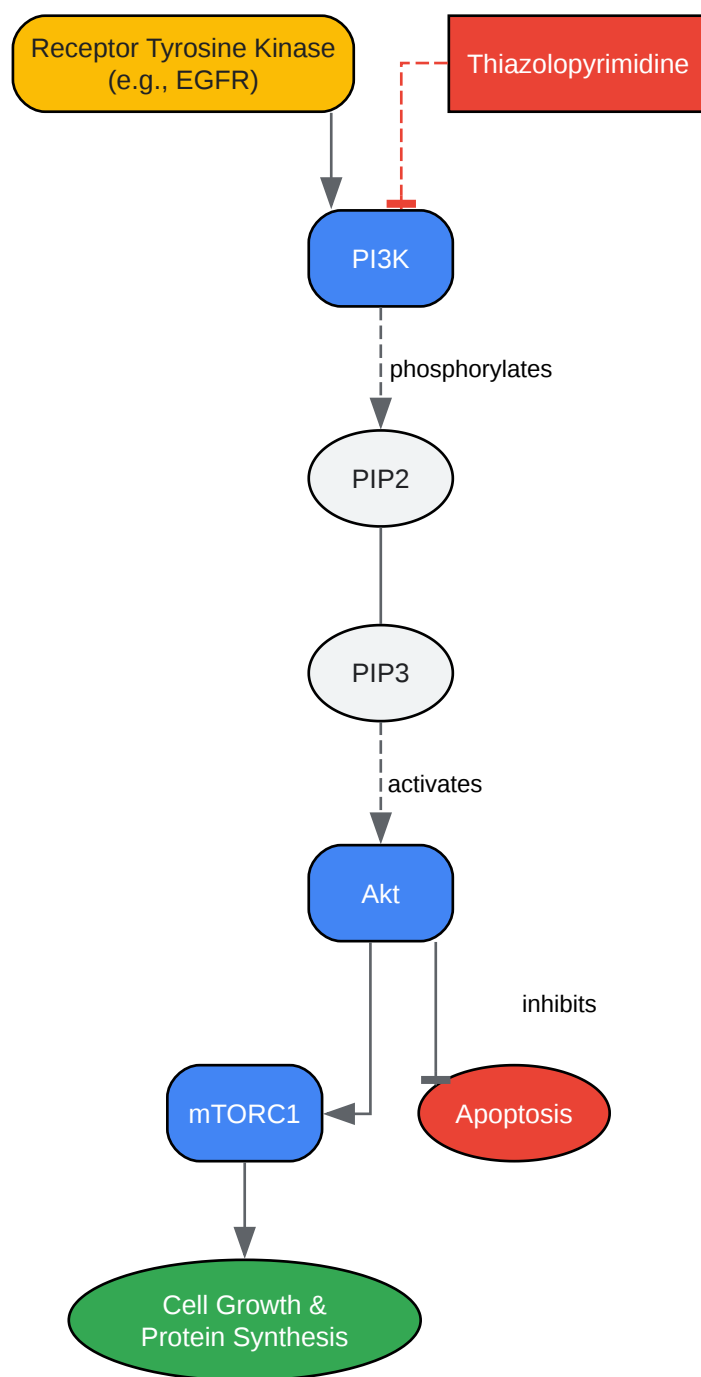 Receptor Tyrosine Kinase
(e.g., EGFR)
Thiazolopyrimidine
PI3K
phosphorylates
PIP2
PIP3
activates
Akt
inhibits
mTORC1
Apoptosis
Cell Growth &
Protein Synthesis